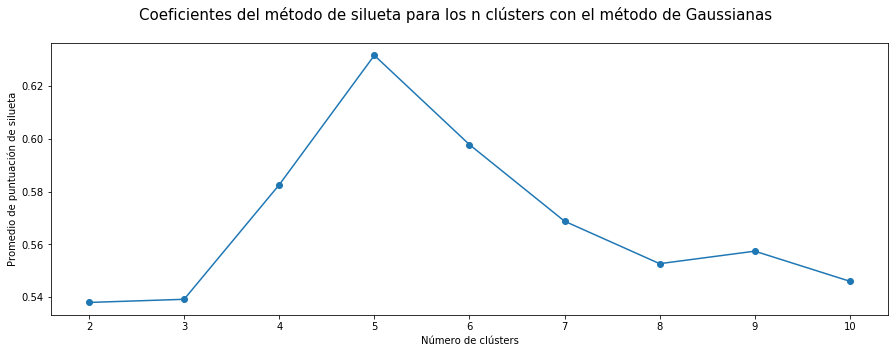 Coeficientes del método de silueta para los n clústers con el método de Gaussianas
Promedio de puntuación de silueta
0.62
0.60
0.58
0.56
0.54
2 3 4 5 6 7 8 9 10
Número de clústers